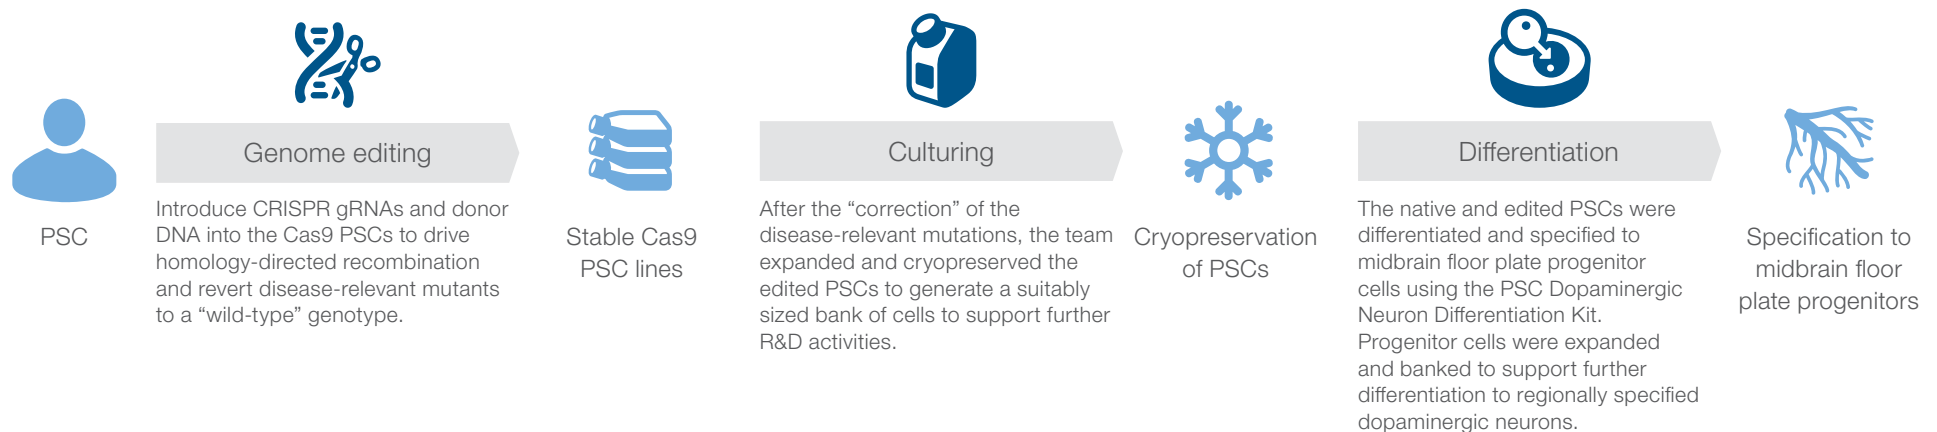 PSC
Genome editing
Introduce CRISPR gRNAs and donor
DNA into the Cas9 PSCs to drive
homology-directed recombination
and revert disease-relevant mutants
to a “wild-type” genotype.
Stable Cas9
PSC lines
Culturing
After the “correction” of the
disease-relevant mutations, the team
expanded and cryopreserved the
edited PSCs to generate a suitably
sized bank of cells to support further
R&D activities.
Cryopreservation
of PSCs
Differentiation
The native and edited PSCs were
differentiated and specified to
midbrain floor plate progenitor
cells using the PSC Dopaminergic
Neuron Differentiation Kit.
Progenitor cells were expanded
and banked to support further
differentiation to regionally specified
dopaminergic neurons.
Specification to
midbrain floor
plate progenitors